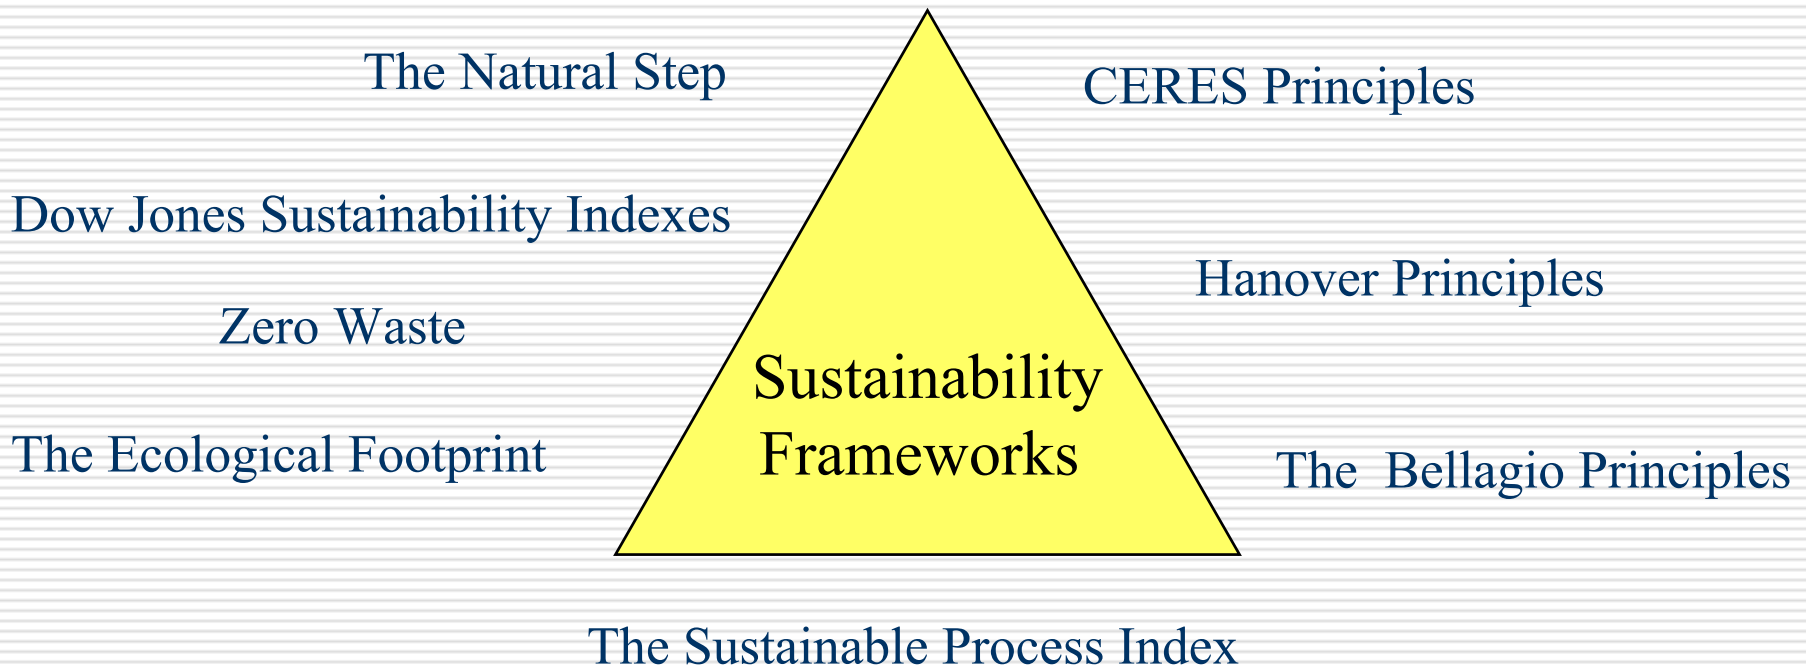 The Natural Step
CERES Principles
Dow Jones Sustainability Indexes
Hanover Principles
Zero Waste
Sustainability
Frameworks
The Ecological Footprint
The Bellagio Principles
The Sustainable Process Index